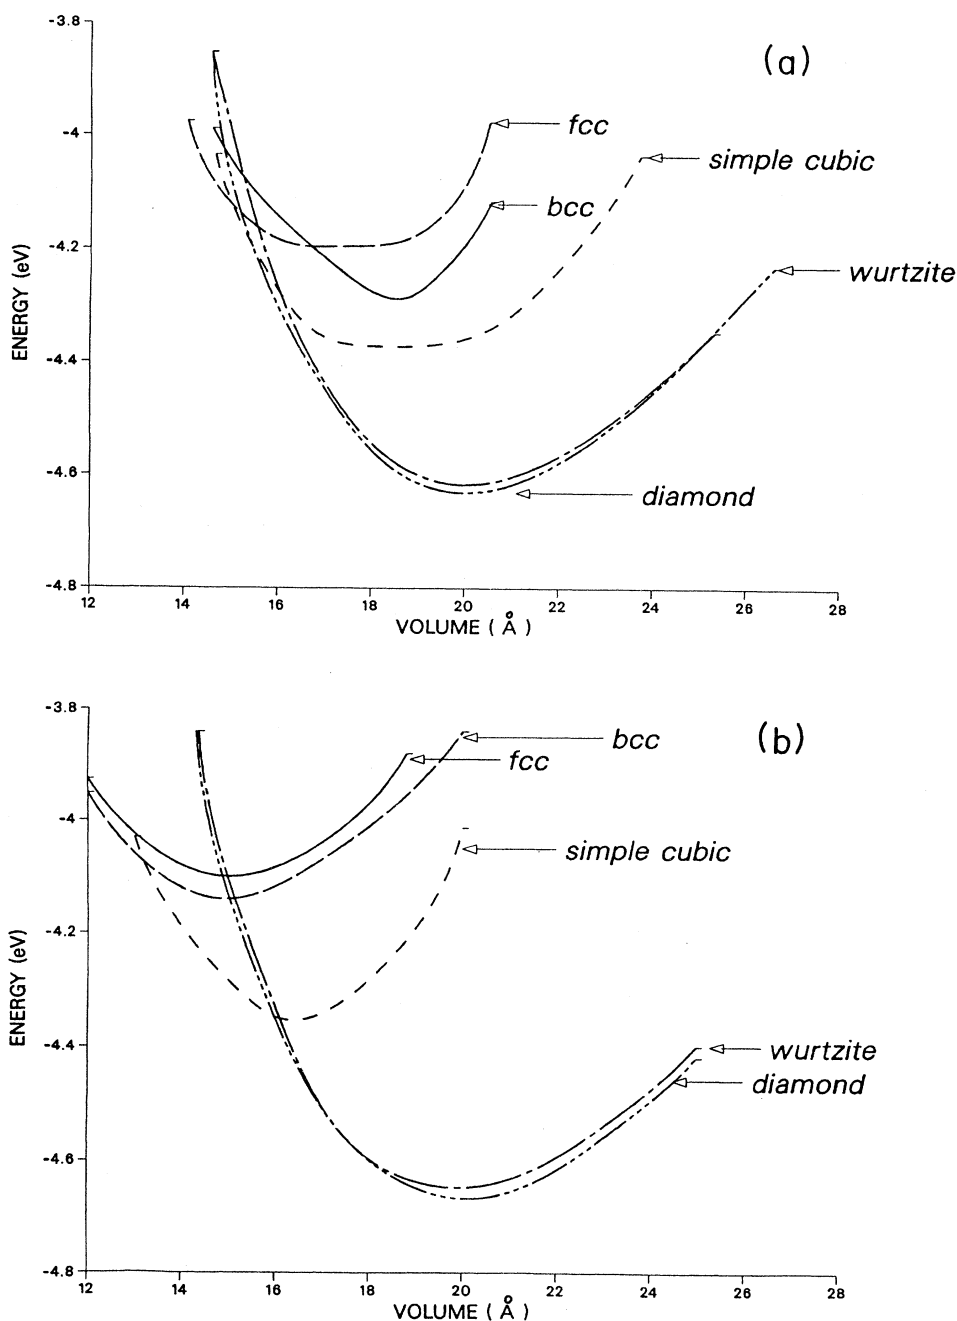 (a)
-3.8
-4
-4.2
-4.4
-4.6
-4.8
ENERGY (eV)
fcc
simple cubic
bcc
wurtzite
diamond
12 14 16 18 20 22 24 26 28
VOLUME ( Å )
(b)
-3.8
-4
-4.2
-4.4
-4.6
-4.8
ENERGY (eV)
bcc
fcc
simple cubic
wurtzite
diamond
12 14 16 18 20 22 24 26 28
VOLUME ( Å )